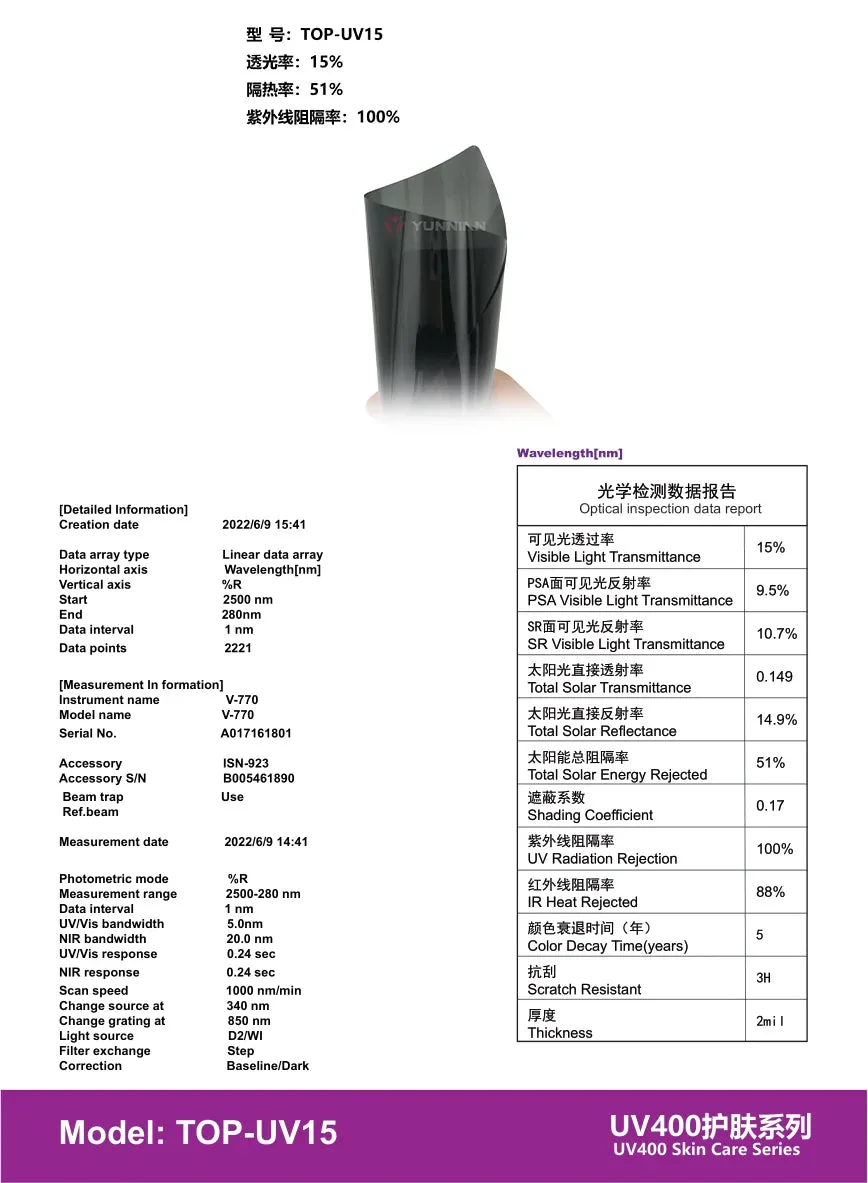 型 号：TOP-UV15
透光率：15%
隔热率：51%
紫外线阻隔率：100%
YUNNIAN
[Detailed Information]
Creation date 2022/6/9 15:41
Data array type Linear data array
Horizontal axis Wavelength[nm]
Vertical axis %R
Start 2500 nm
End 280nm
Data interval 1 nm
Data points 2221
[Measurement In formation]
Instrument name V-770
Model name V-770
Serial No. A017161801
Accessory ISN-923
Accessory S/N B005461890
Beam trap Use
Ref.beam
Measurement date 2022/6/9 14:41
Photometric mode %R
Measurement range 2500-280 nm
Data interval 1 nm
UV/Vis bandwidth 5.0nm
NIR bandwidth 20.0 nm
UV/Vis response 0.24 sec
NIR response 0.24 sec
Scan speed 1000 nm/min
Change source at 340 nm
Change grating at 850 nm
Light source D2/WI
Filter exchange Step
Correction Baseline/Dark
Wavelength[nm]
光学检测数据报告
Optical inspection data report
可见光透过率
Visible Light Transmittance 15%
PSA面可见光反射率
PSA Visible Light Transmittance 9.5%
SR面可见光反射率
SR Visible Light Transmittance 10.7%
太阳光直接透射率
Total Solar Transmittance 0.149
太阳光直接反射率
Total Solar Reflectance 14.9%
太阳能总阻隔率
Total Solar Energy Rejected 51%
遮蔽系数
Shading Coefficient 0.17
紫外线阻隔率
UV Radiation Rejection 100%
红外线阻隔率
IR Heat Rejected 88%
颜色衰退时间（年）
Color Decay Time(years) 5
抗刮
Scratch Resistant 3H
厚度
Thickness 2mil
Model: TOP-UV15
UV400护肤系列
UV400 Skin Care Series